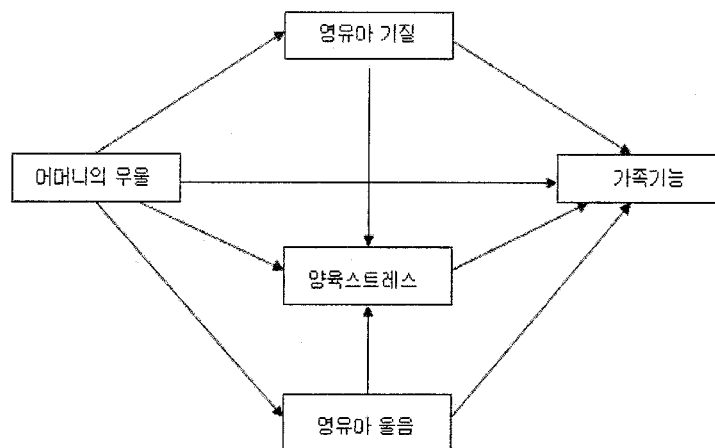 영유아 기질
어머니의 우울
가족기능
양육스트레스
영유아 울음